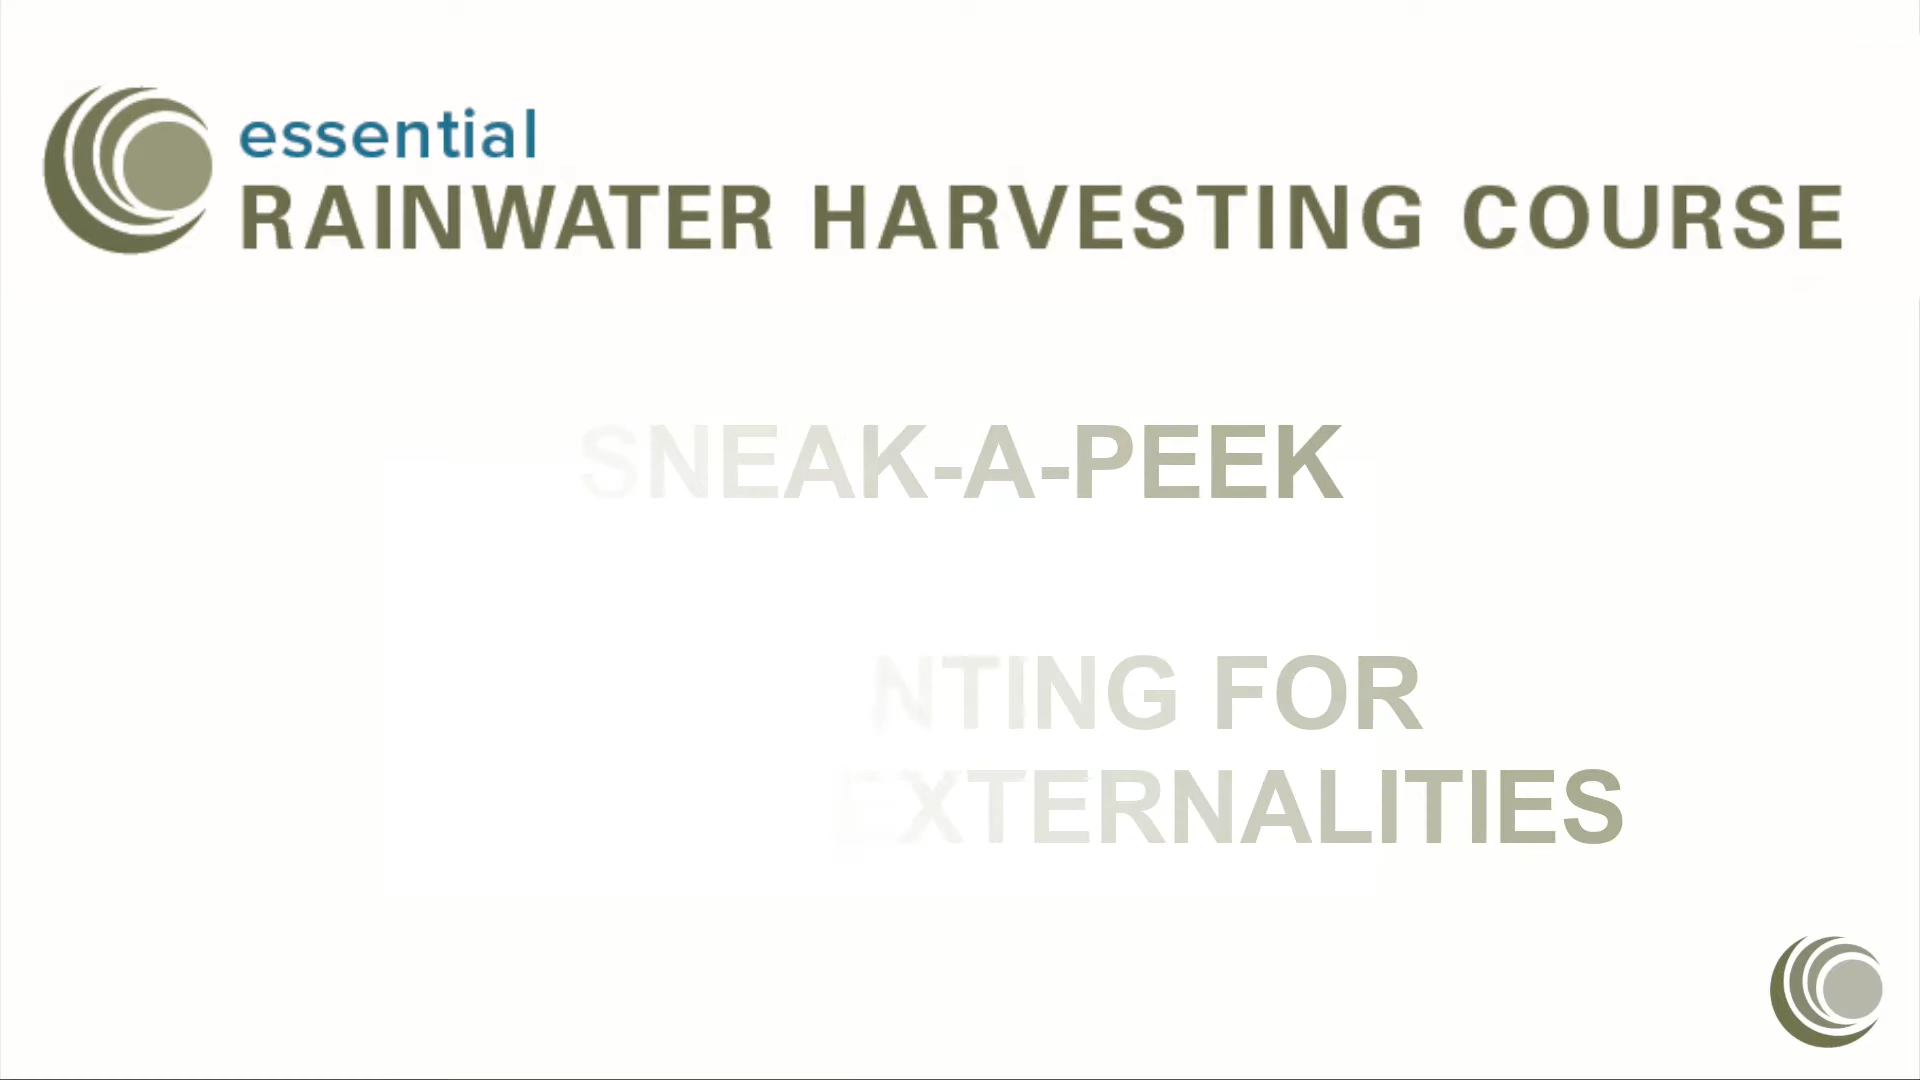 essential
RAINWATER HARVESTING COURSE
SNEAK-A-PEEK
NTING FOR
EXTERNALITIES